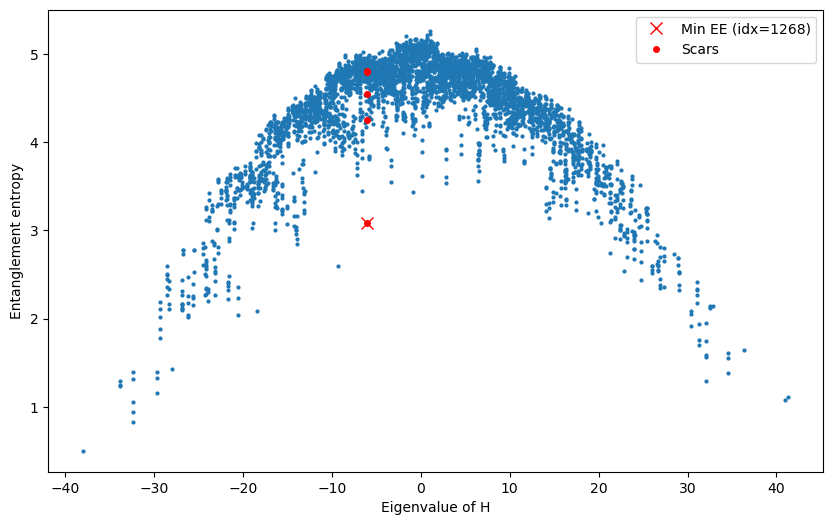 Min EE (idx=1268)
Scars
Entanglement entropy
5
4
3
2
1
−40 −30 −20 −10 0 10 20 30 40
Eigenvalue of H